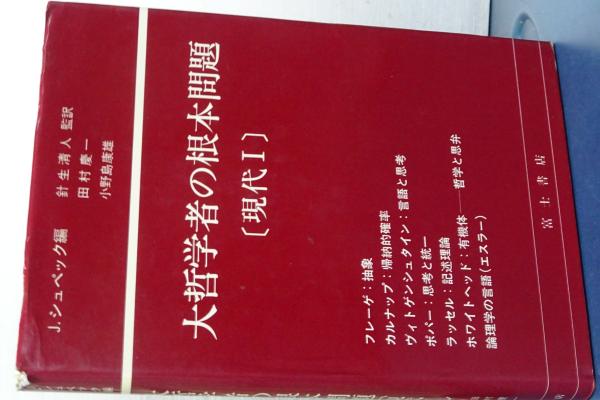 J. シュペック編
針生清人 監訳
田村慶一
小野島康雄
大哲学者の根本問題
〔現代Ⅰ〕
フレーゲ：抽象
カルナップ：帰納的確率
ヴィトゲンシュタイン：言語と思考
ポパー：思考と統一
ラッセル：記述理論
ホワイトヘッド：有機体――哲学と思弁
論理学の言語（エスラー）
富士書店